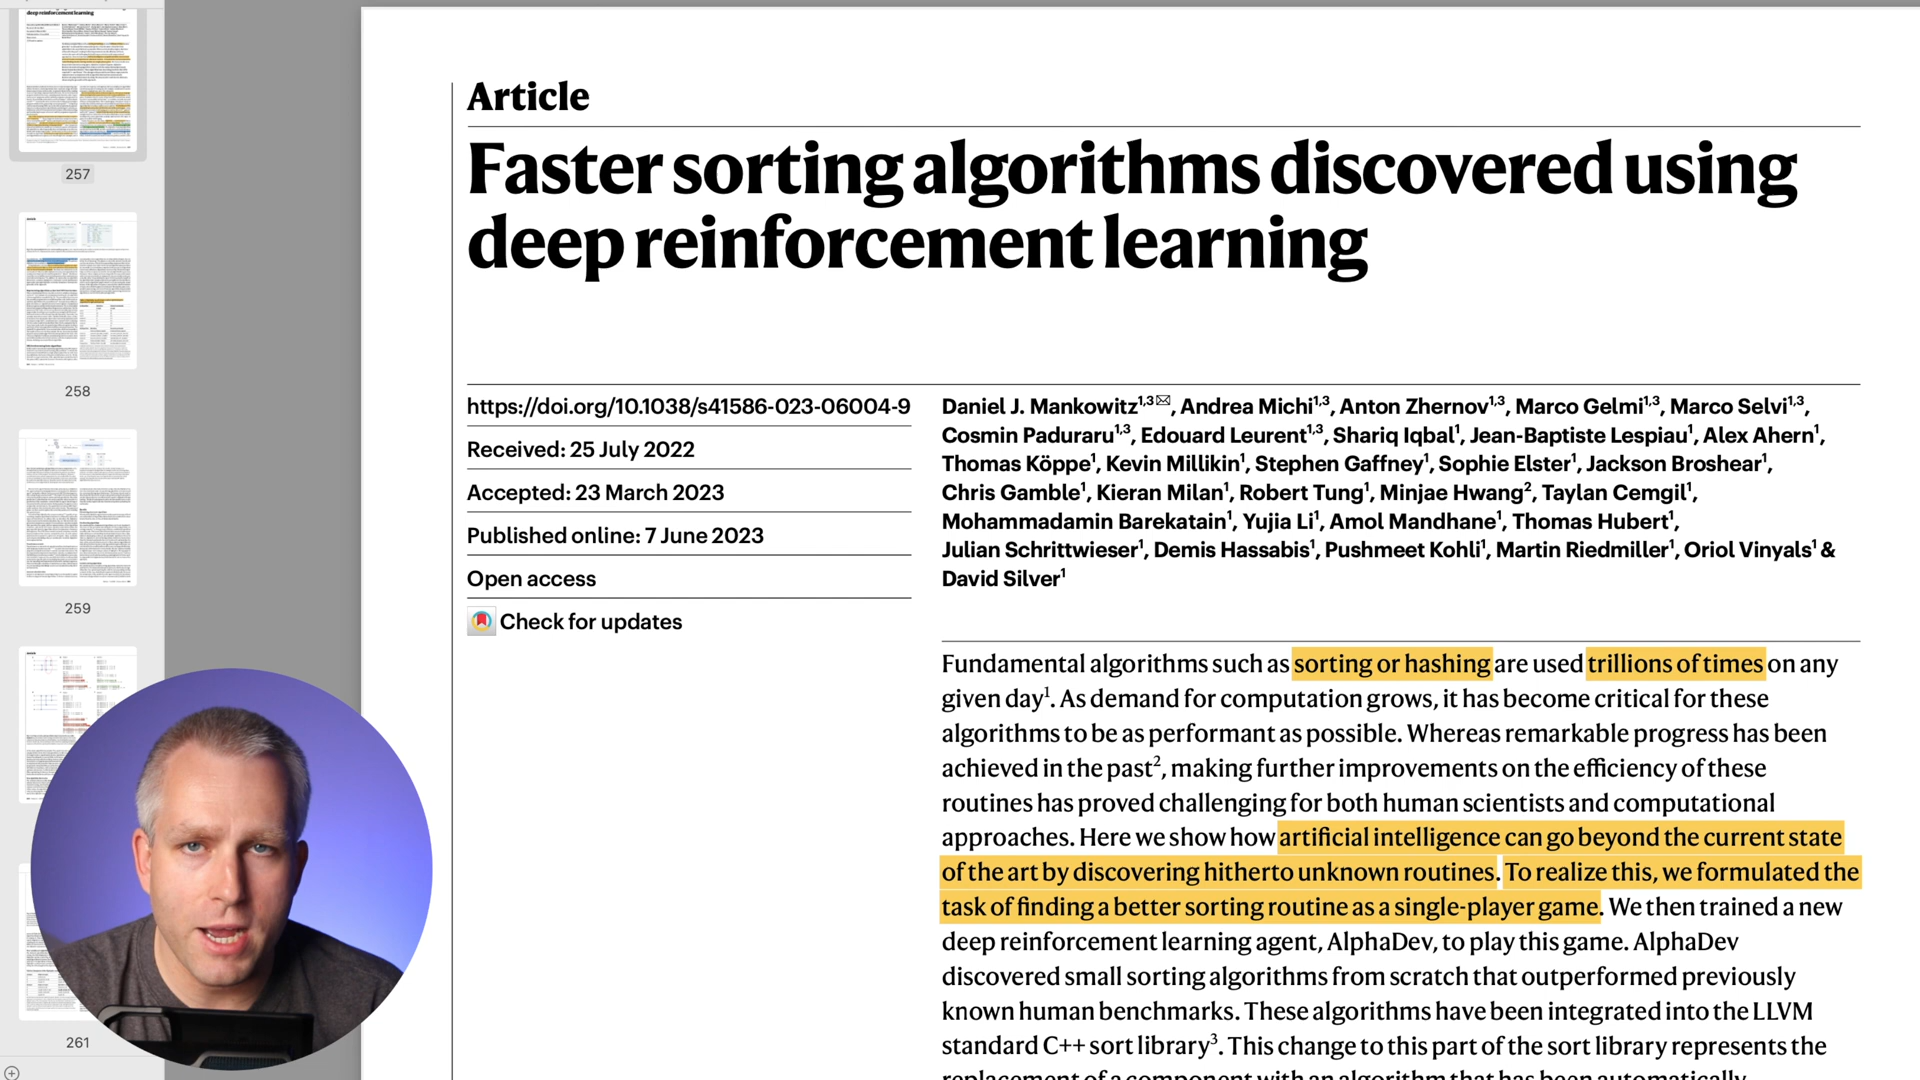 257
258
259
261
Article
Faster sorting algorithms discovered using
deep reinforcement learning
https://doi.org/10.1038/s41586-023-06004-9
Received: 25 July 2022
Accepted: 23 March 2023
Published online: 7 June 2023
Open access
Check for updates
Daniel J. Mankowitz1,3✉, Andrea Michi1,3, Anton Zhernov1,3, Marco Gelmi1,3, Marco Selvi1,3,
Cosmin Paduraru1,3, Edouard Leurent1,3, Shariq Iqbal1, Jean-Baptiste Lespiau1, Alex Ahern1,
Thomas Köppe1, Kevin Millikin1, Stephen Gaffney1, Sophie Elster1, Jackson Broshear1,
Chris Gamble1, Kieran Milan1, Robert Tung1, Minjae Hwang2, Taylan Cemgil1,
Mohammadamin Barekatain1, Yujia Li1, Amol Mandhane1, Thomas Hubert1,
Julian Schrittwieser1, Demis Hassabis1, Pushmeet Kohli1, Martin Riedmiller1, Oriol Vinyals1 &
David Silver1
Fundamental algorithms such as sorting or hashing are used trillions of times on any
given day1. As demand for computation grows, it has become critical for these
algorithms to be as performant as possible. Whereas remarkable progress has been
achieved in the past2, making further improvements on the efficiency of these
routines has proved challenging for both human scientists and computational
approaches. Here we show how artificial intelligence can go beyond the current state
of the art by discovering hitherto unknown routines. To realize this, we formulated the
task of finding a better sorting routine as a single-player game. We then trained a new
deep reinforcement learning agent, AlphaDev, to play this game. AlphaDev
discovered small sorting algorithms from scratch that outperformed previously
known human benchmarks. These algorithms have been integrated into the LLVM
standard C++ sort library3. This change to this part of the sort library represents the
replacement of a component with an algorithm that has been automatically